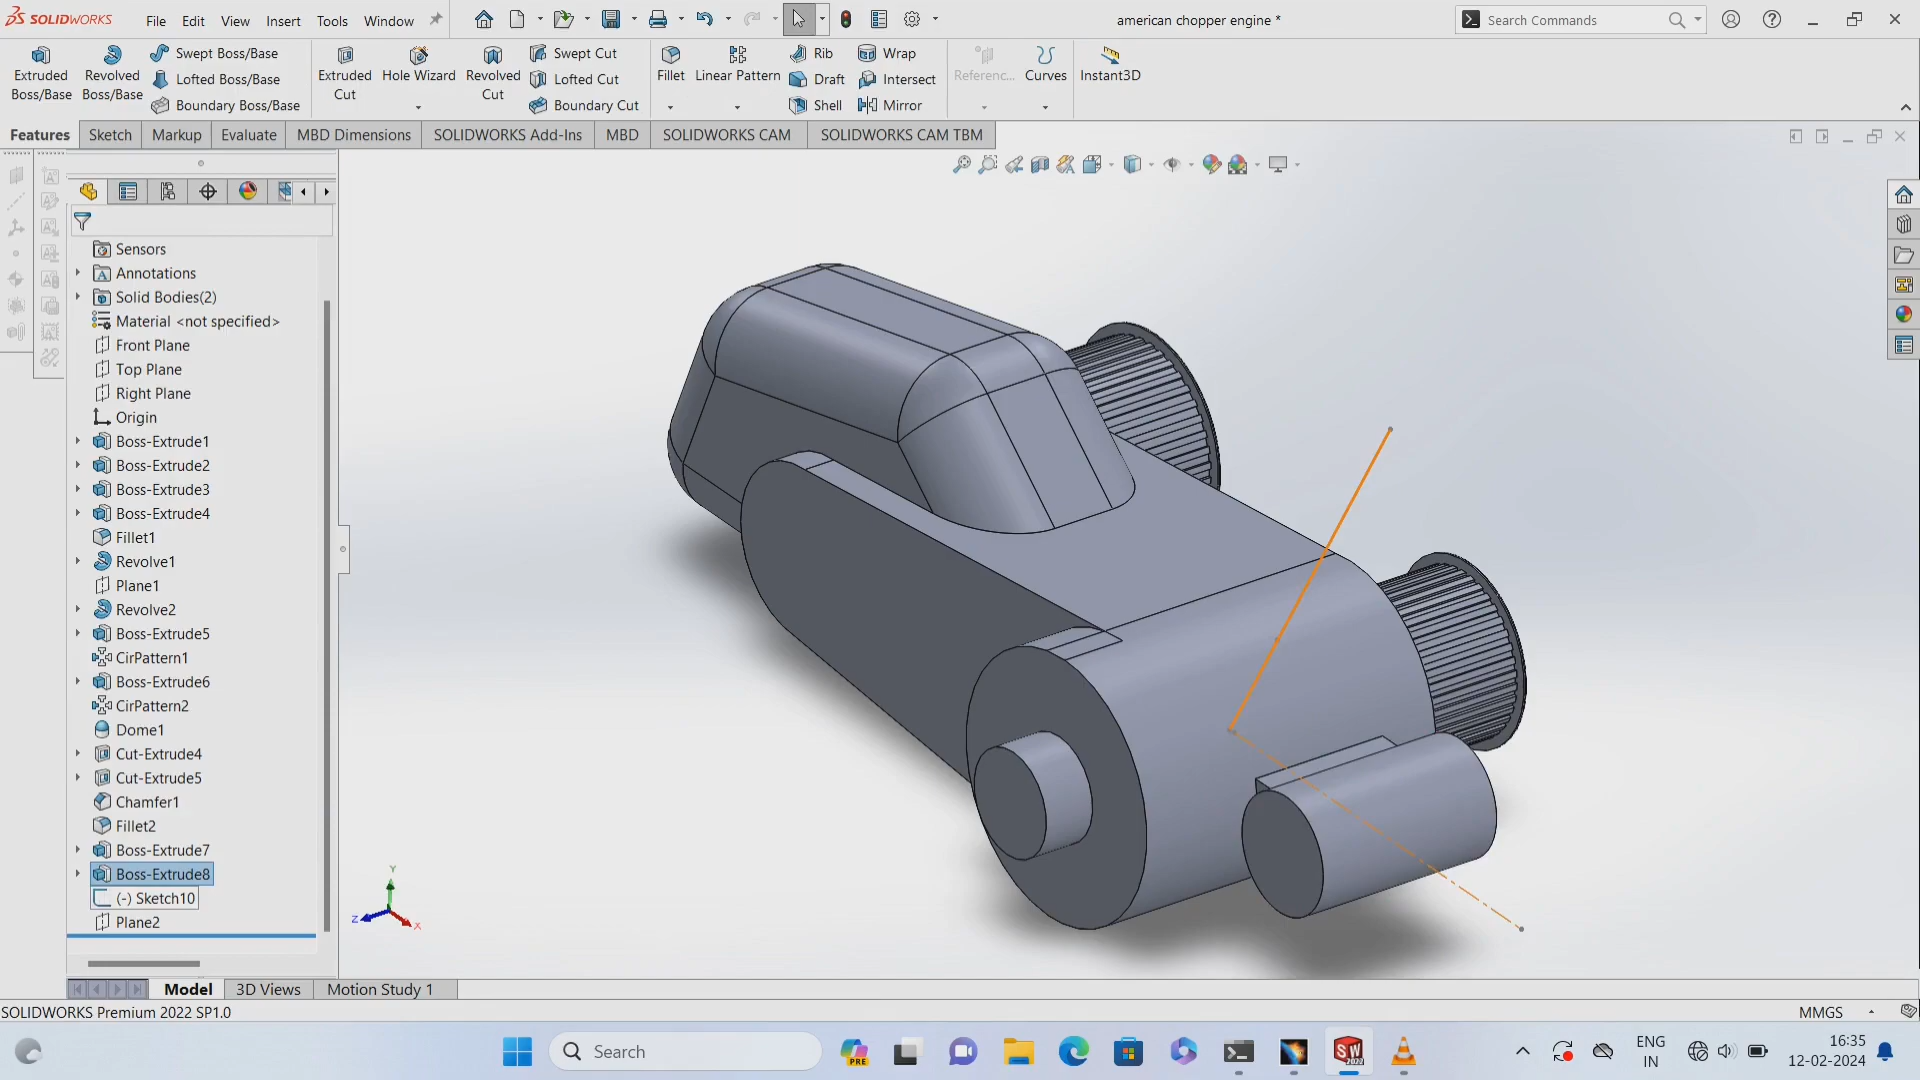 SOLIDWORKS File Edit View Insert Tools Window american chopper engine * Search Commands
Extruded Boss/Base
Revolved Boss/Base
Swept Boss/Base
Lofted Boss/Base
Boundary Boss/Base
Extruded Cut
Hole Wizard
Revolved Cut
Swept Cut
Lofted Cut
Boundary Cut
Fillet
Linear Pattern
Rib
Draft
Shell
Wrap
Intersect
Mirror
Referenc...
Curves
Instant3D
Features Sketch Markup Evaluate MBD Dimensions SOLIDWORKS Add-Ins MBD SOLIDWORKS CAM SOLIDWORKS CAM TBM
Sensors
Annotations
Solid Bodies(2)
Material <not specified>
Front Plane
Top Plane
Right Plane
Origin
Boss-Extrude1
Boss-Extrude2
Boss-Extrude3
Boss-Extrude4
Fillet1
Revolve1
Plane1
Revolve2
Boss-Extrude5
CirPattern1
Boss-Extrude6
CirPattern2
Dome1
Cut-Extrude4
Cut-Extrude5
Chamfer1
Fillet2
Boss-Extrude7
Boss-Extrude8
(-) Sketch10
Plane2
Y
Z
X
Model 3D Views Motion Study 1
SOLIDWORKS Premium 2022 SP1.0 MMGS
Search
PRE
SW
2022
ENG
IN
16:35
12-02-2024